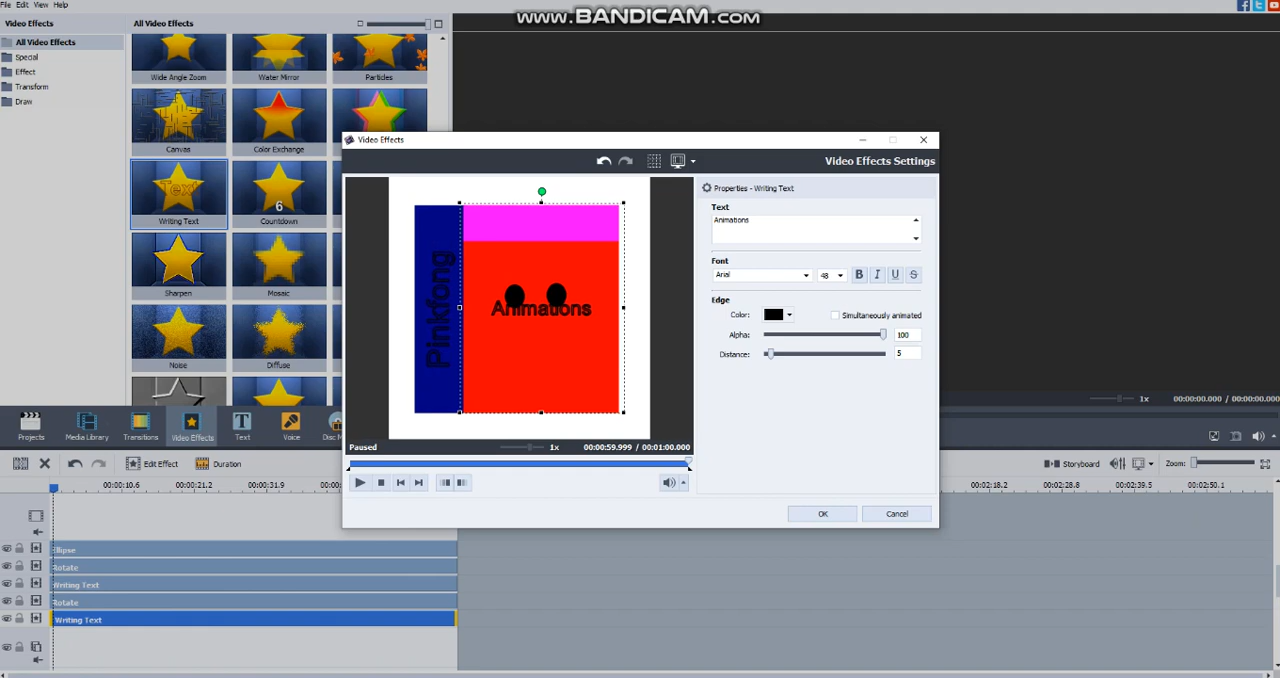 www.BANDICAM.com
File Edit View Help
Video Effects
All Video Effects
All Video Effects
Special
Effect
Transform
Draw
Wide Angle Zoom
Water Mirror
Particles
Canvas
Color Exchange
Writing Text
6
Countdown
Sharpen
Mosaic
Noise
Diffuse
Video Effects
Video Effects Settings
Pinkfong
Animations
Paused
1x
00:00:59.999 / 00:01:00.000
Properties - Writing Text
Text
Animations
Font
Arial
48
B I U S
Edge
Color:
Simultaneously animated
Alpha:
100
Distance:
5
OK
Cancel
1x
00:00:00.000 / 00:00:00.000
Projects
Media Library
Transitions
Video Effects
Text
Voice
Edit Effect
Duration
Storyboard
Zoom:
00:00:10.6
00:00:21.2
00:00:31.9
00:02:18.2
00:02:28.8
00:02:39.5
00:02:50.1
Ellipse
Rotate
Writing Text
Rotate
Writing Text